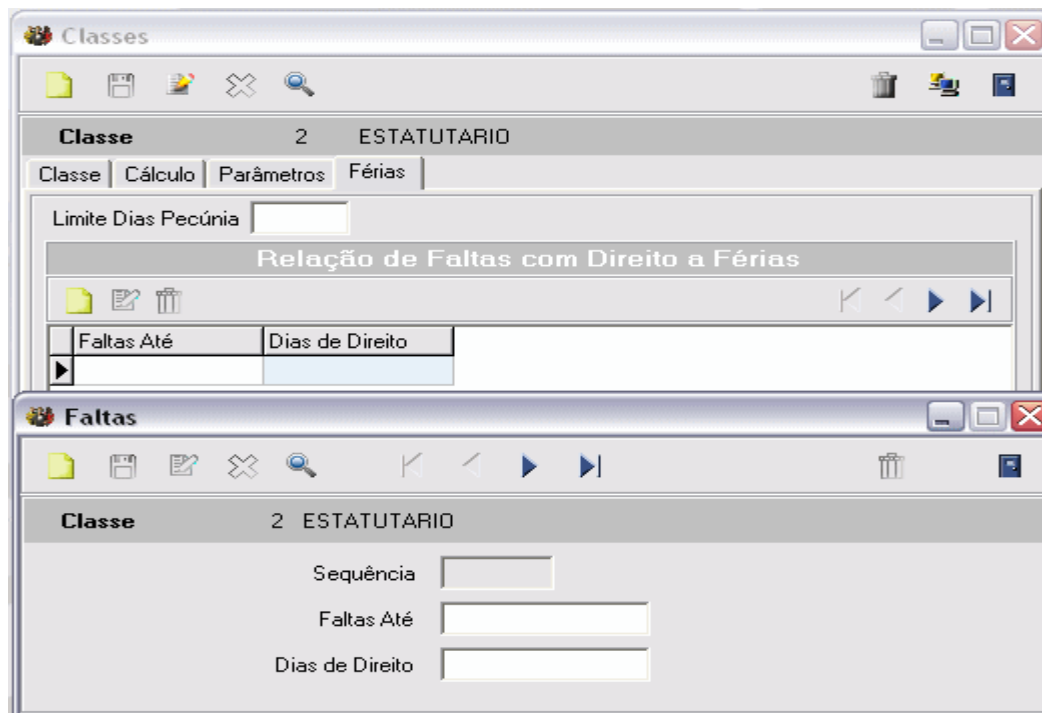 Classes
Classe 2 ESTATUTARIO
Classe Cálculo Parâmetros Férias
Limite Dias Pecúnia
Relação de Faltas com Direito a Férias
Faltas Até Dias de Direito
Faltas
Classe 2 ESTATUTARIO
Sequência
Faltas Até
Dias de Direito